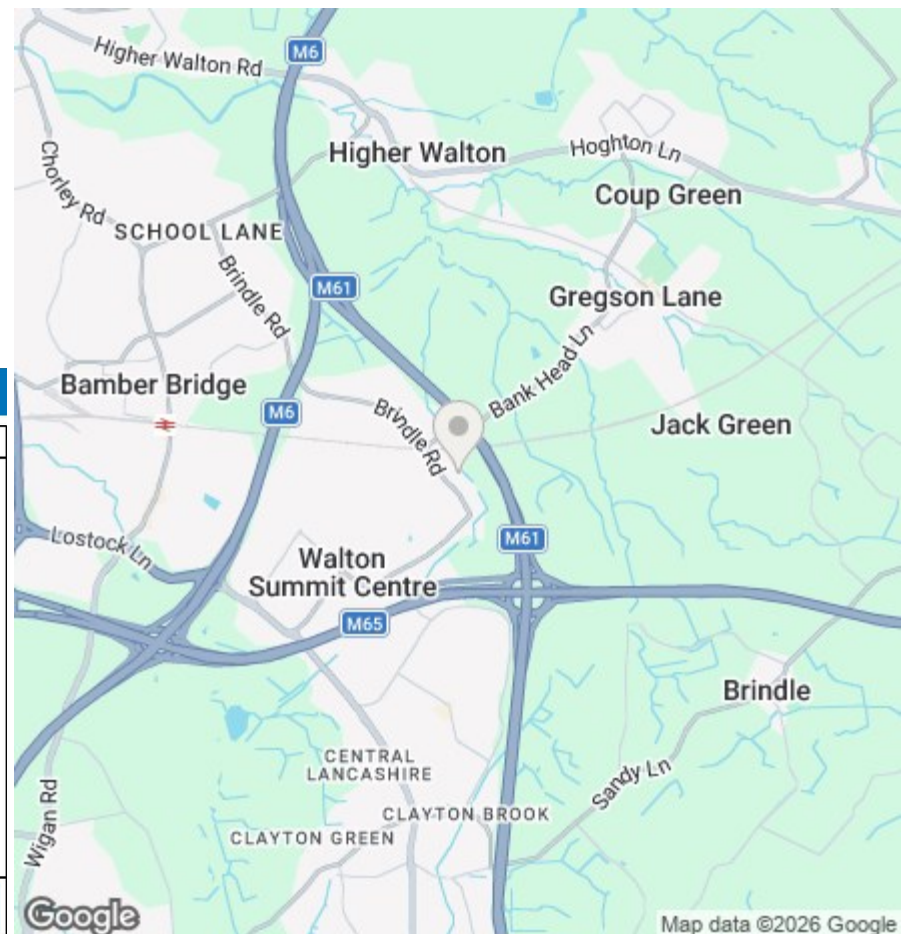 M6
Higher Walton Rd
Higher Walton
Hoghton Ln
Coup Green
Chorley Rd
SCHOOL LANE
Brindle Rd
M61
Gregson Lane
Bank Head Ln
Bamber Bridge
M6
Brindle Rd
Jack Green
Lostock Ln
M61
Walton
Summit Centre
M65
Brindle
CENTRAL
LANCASHIRE
Sandy Ln
Wigan Rd
CLAYTON BROOK
CLAYTON GREEN
Google
Map data ©2026 Google